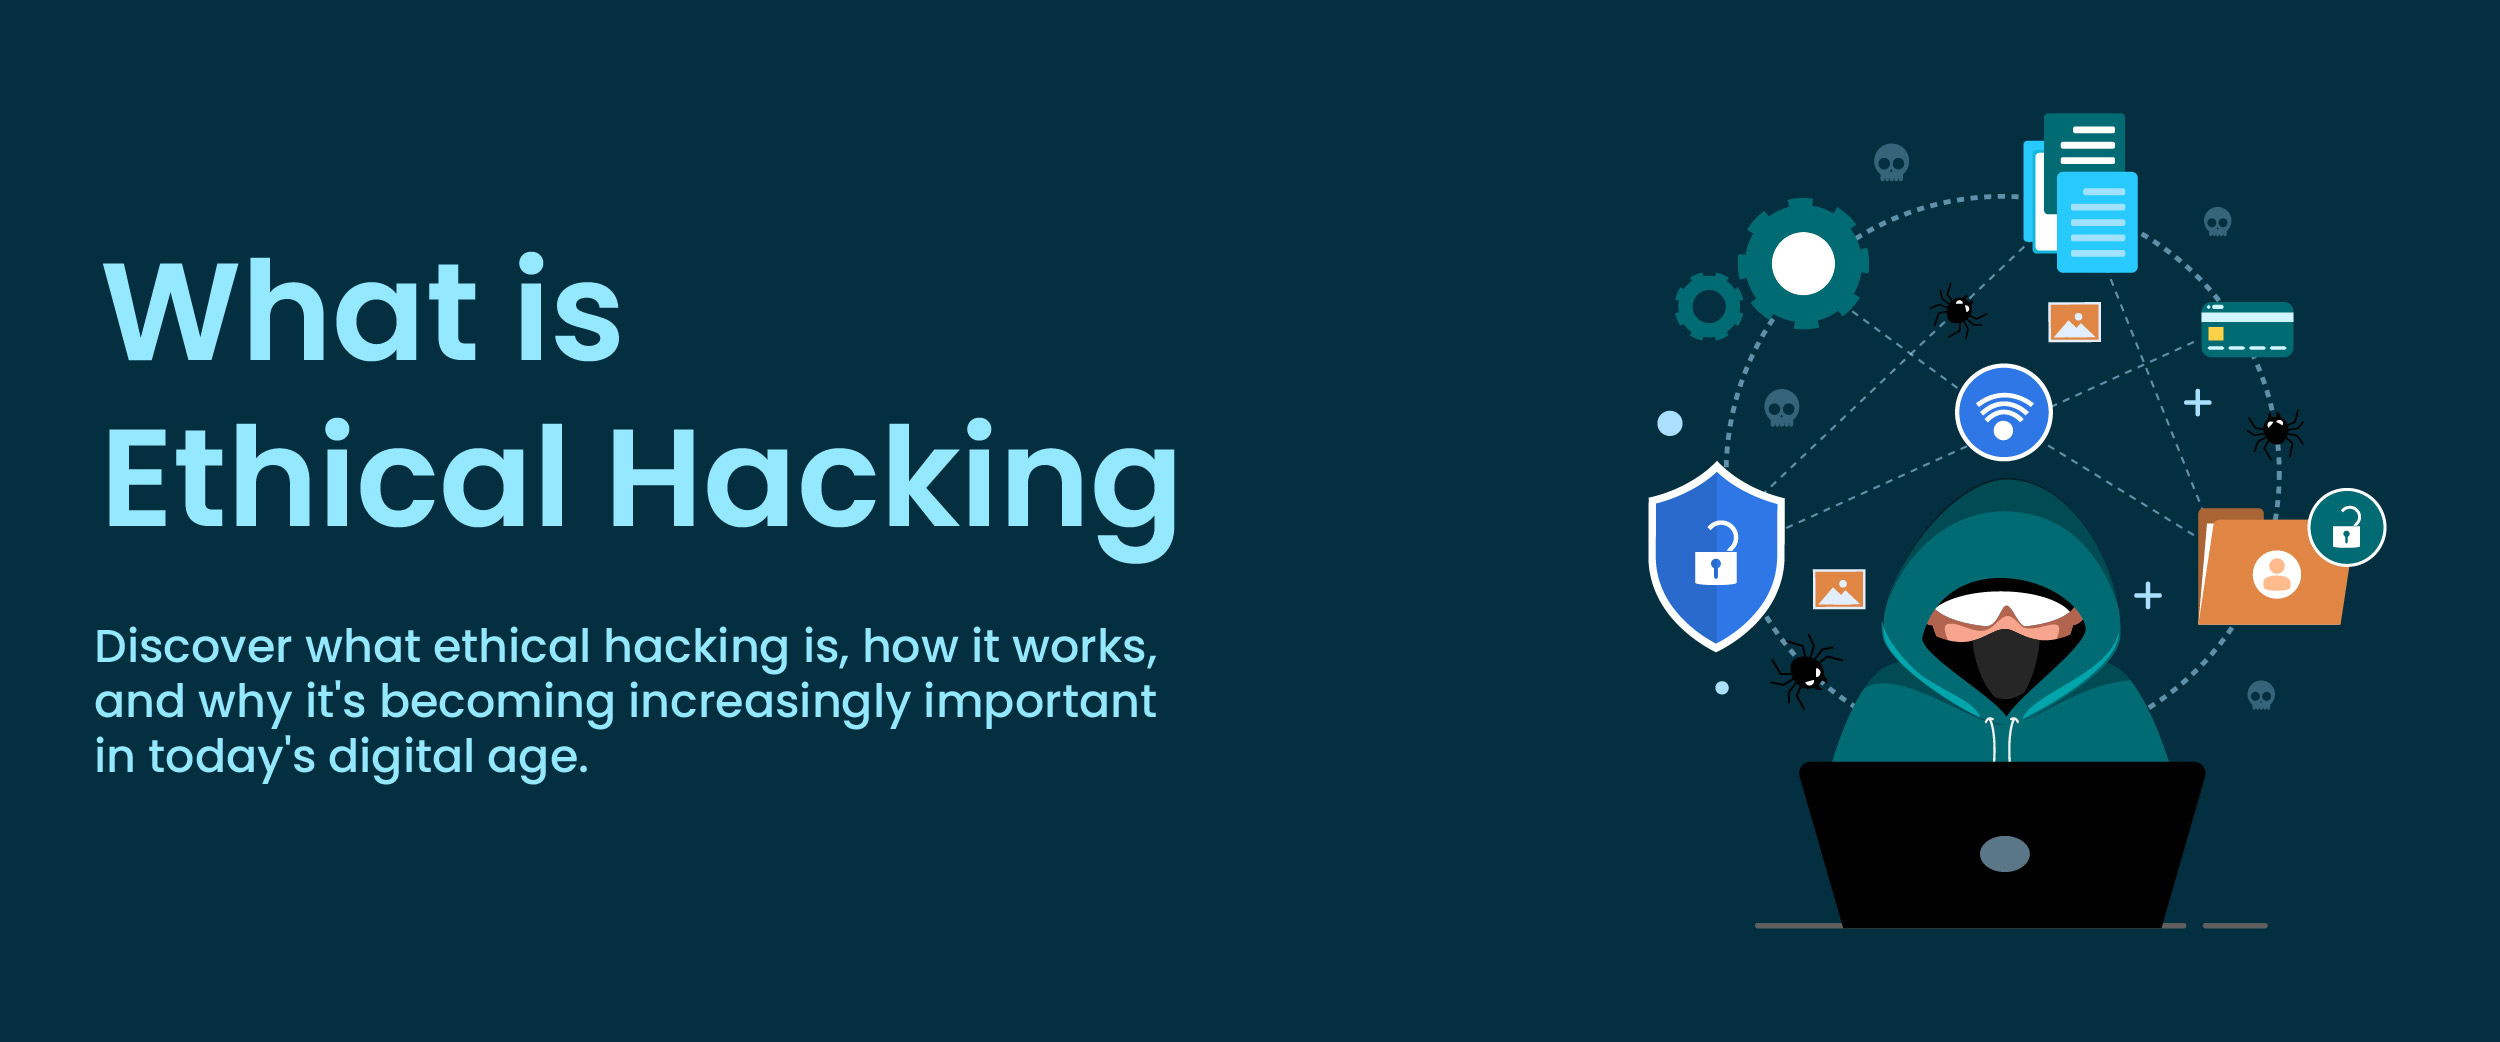 What is
Ethical Hacking
Discover what ethical hacking is, how it works,
and why it's becoming increasingly important
in today's digital age.